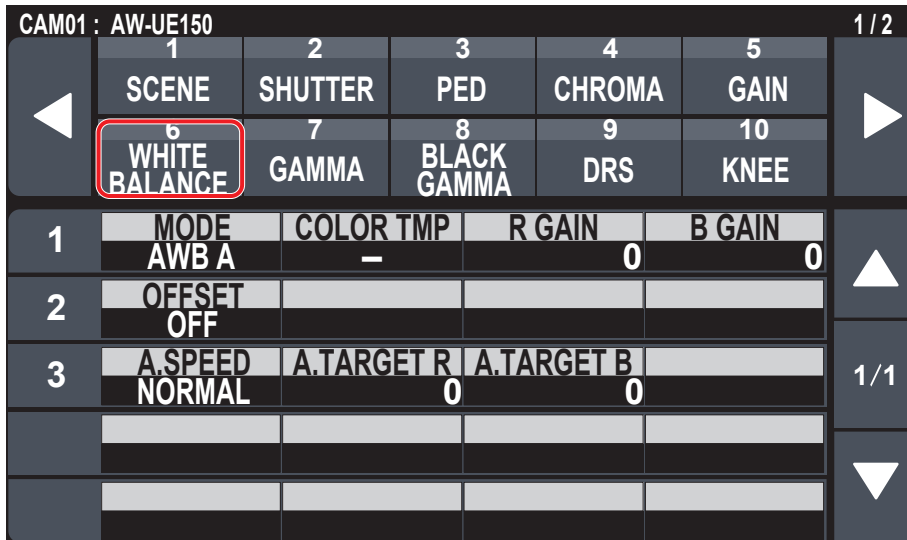 CAM01 : AW-UE150 1 / 2
1 2 3 4 5
SCENE SHUTTER PED CHROMA GAIN
6 7 8 9 10
WHITE BALANCE GAMMA BLACK GAMMA DRS KNEE
1 MODE COLOR TMP R GAIN B GAIN
AWB A – 0 0
2 OFFSET
OFF
3 A.SPEED A.TARGET R A.TARGET B 1/1
NORMAL 0 0